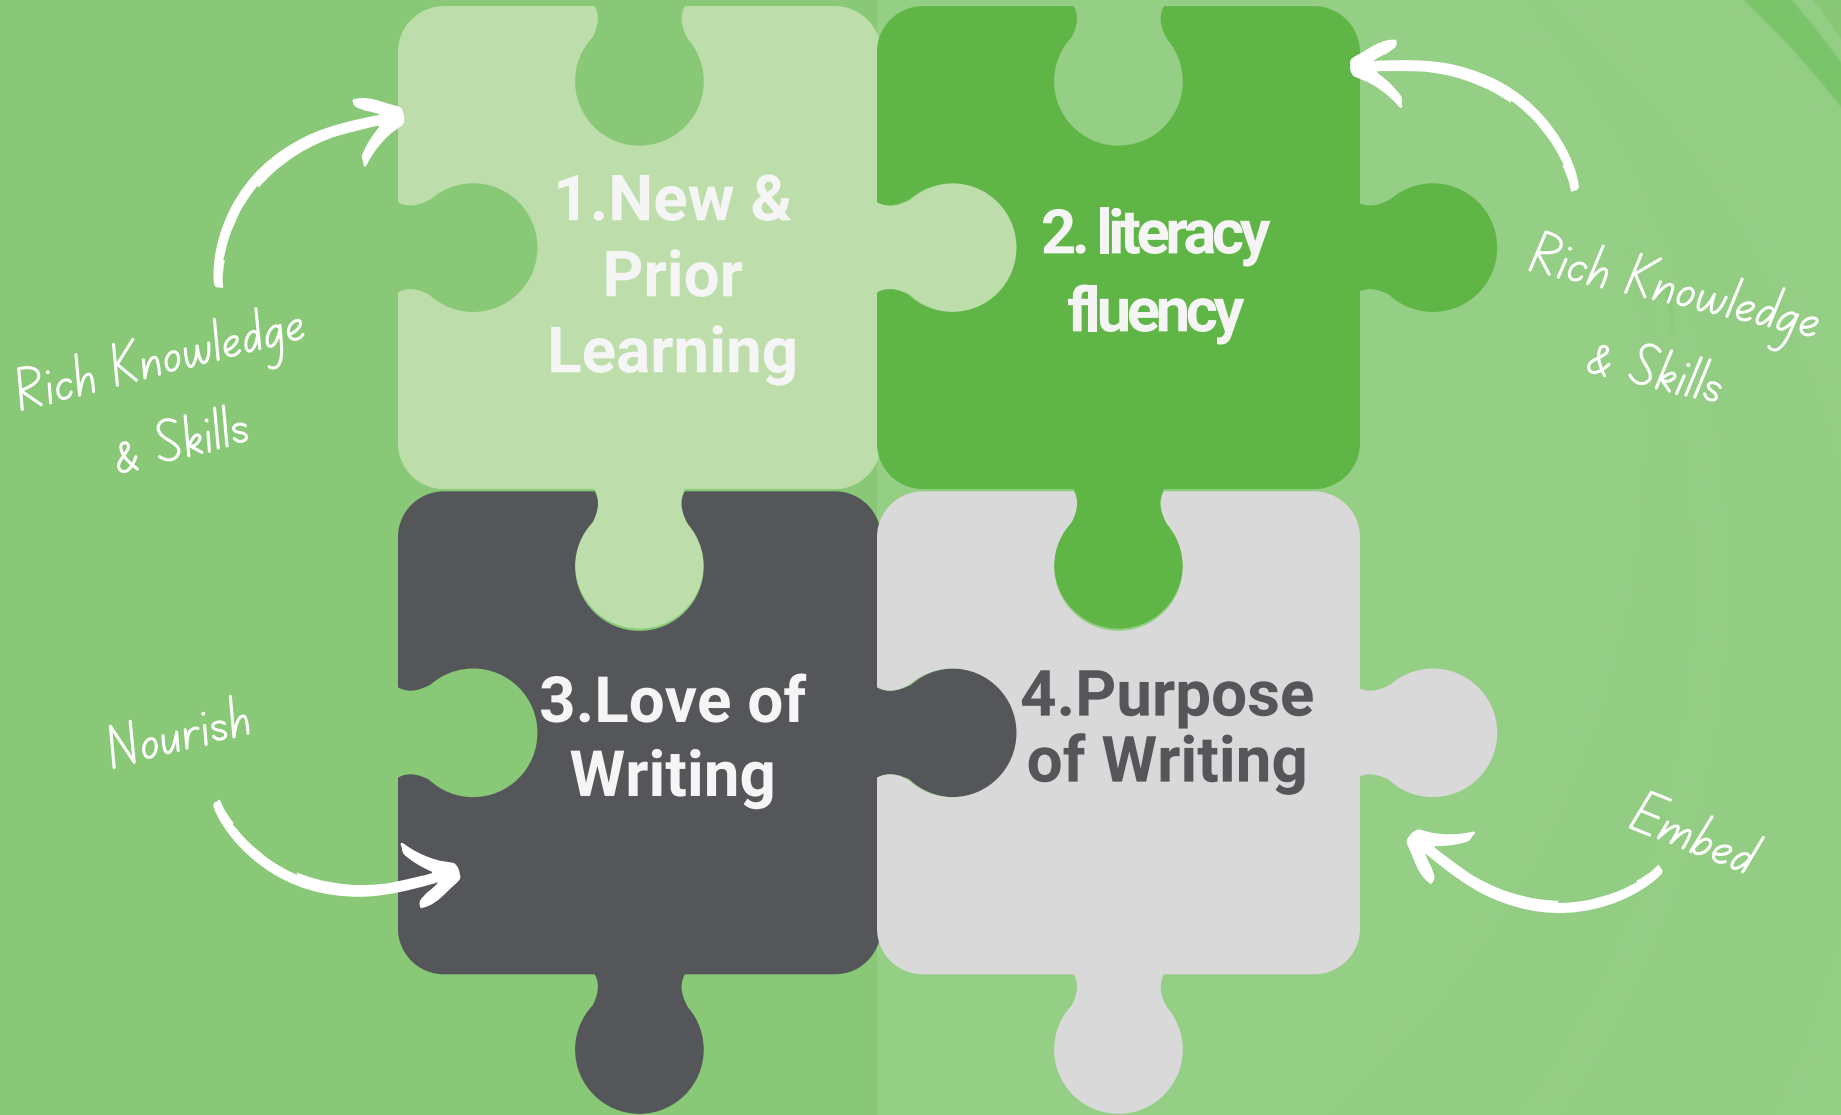 1.New &
Prior
Learning
2. literacy
fluency
Rich Knowledge
& Skills
Rich Knowledge
& Skills
3.Love of
Writing
4.Purpose
of Writing
Nourish
Embed